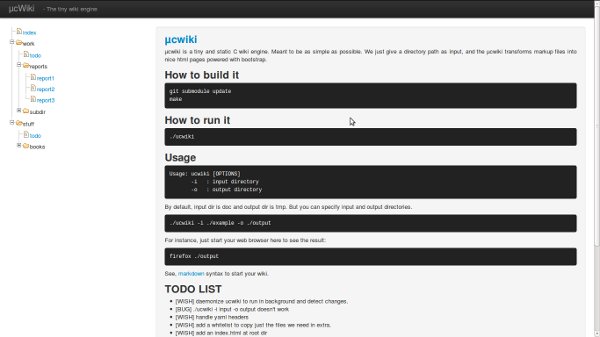 µcWiki - The tiny wiki engine
index
work
todo
reports
report1
report2
report3
subdir
stuff
todo
books
µcwiki
µcwiki is a tiny and static C wiki engine. Meant to be as simple as possible. We just give a directory path as input, and the µcwiki transforms markup files into
nice html pages powered with bootstrap.
How to build it
git submodule update
make
How to run it
./ucwiki
Usage
Usage: ucwiki [OPTIONS]
-i : input directory
-o : output directory
By default, input dir is doc and output dir is tmp. But you can specify input and output directories.
./ucwiki -i ./example -o ./output
For instance, just start your web browser here to see the result:
firefox ./output
See, markdown syntax to start your wiki.
TODO LIST
[WISH] daemonize ucwiki to run in background and detect changes.
[BUG] ./ucwiki -i input -o output doesn't work
[WISH] handle yaml headers
[WISH] add a whitelist to copy just the files we need in extra.
[WISH] add an index.html at root dir